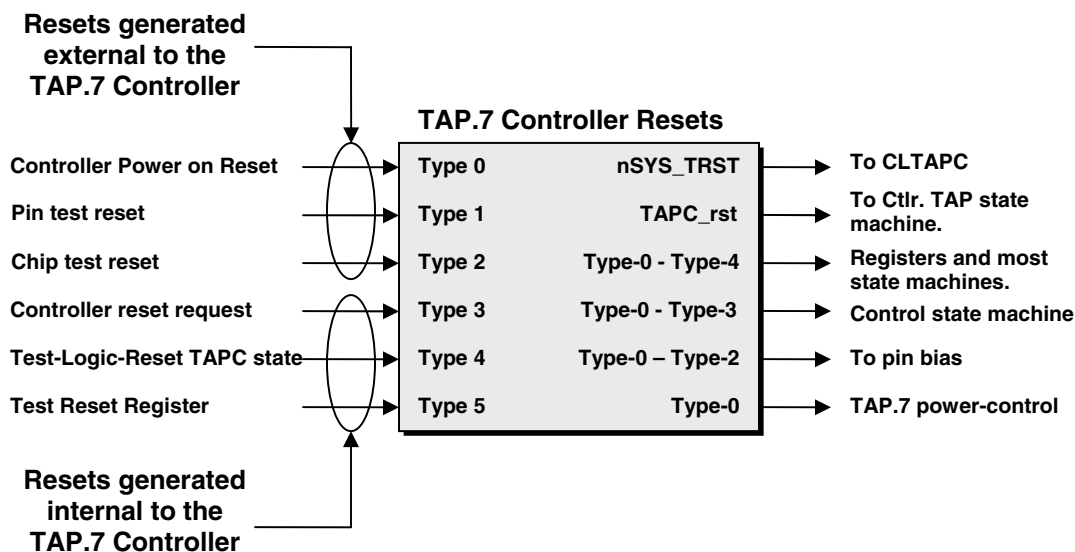 Resets generated
external to the
TAP.7 Controller
TAP.7 Controller Resets
Controller Power on Reset
Type 0
nSYS_TRST
To CLTAPC
Pin test reset
Type 1
TAPC_rst
To Ctlr. TAP state
machine.
Chip test reset
Type 2
Type-0 - Type-4
Registers and most
state machines.
Controller reset request
Type 3
Type-0 - Type-3
Control state machine
Test-Logic-Reset TAPC state
Type 4
Type-0 – Type-2
To pin bias
Test Reset Register
Type 5
Type-0
TAP.7 power-control
Resets generated
internal to the
TAP.7 Controller